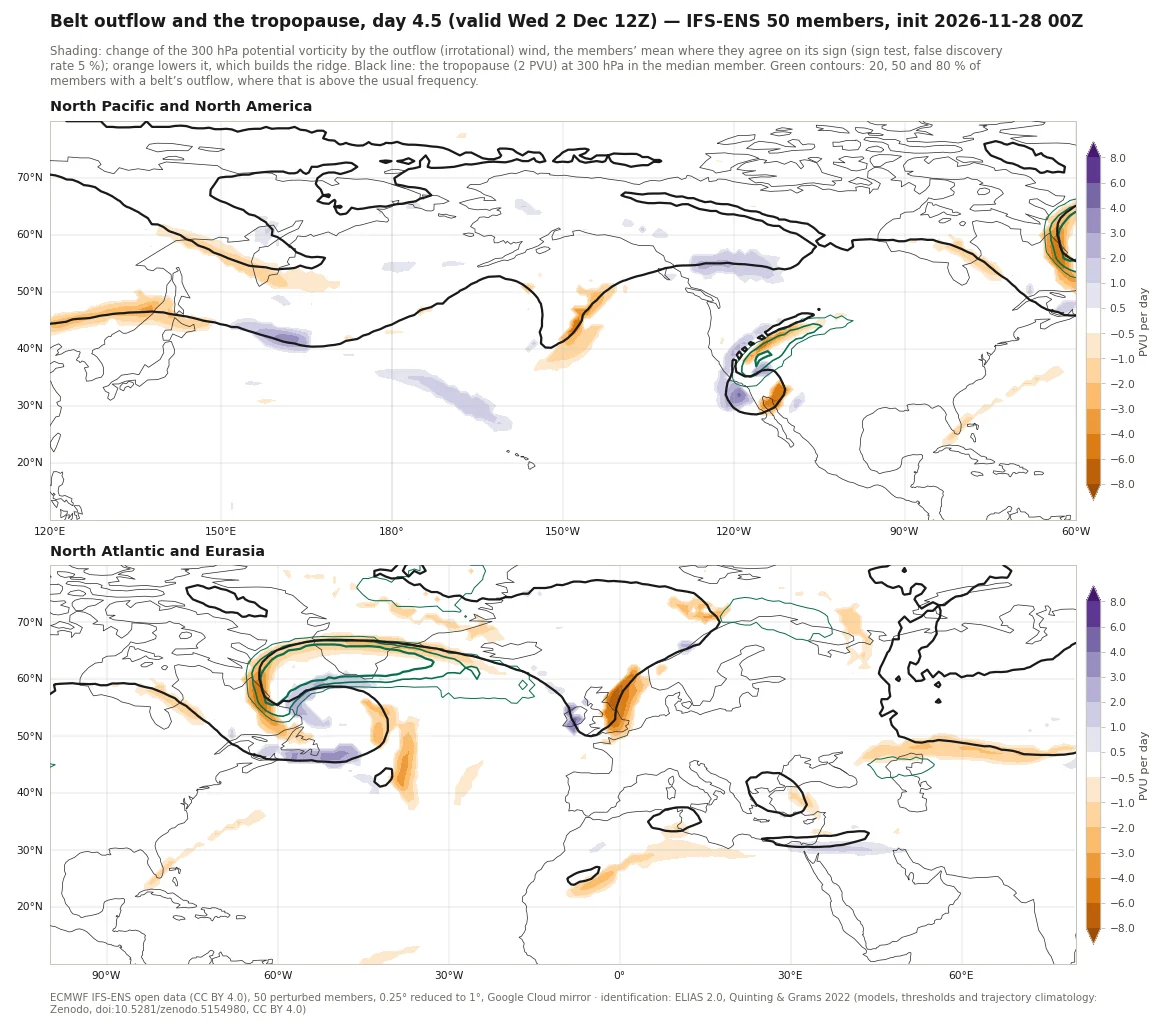 Belt outflow and the tropopause, day 4.5 (valid Wed 2 Dec 12Z) — IFS-ENS 50 members, init 2026-11-28 00Z
Shading: change of the 300 hPa potential vorticity by the outflow (irrotational) wind, the members’ mean where they agree on its sign (sign test, false discovery
rate 5 %); orange lowers it, which builds the ridge. Black line: the tropopause (2 PVU) at 300 hPa in the median member. Green contours: 20, 50 and 80 % of
members with a belt’s outflow, where that is above the usual frequency.
North Pacific and North America
70°N
60°N
50°N
40°N
30°N
20°N
120°E 150°E 180° 150°W 120°W 90°W 60°W
8.0
6.0
4.0
3.0
2.0
1.0
0.5
−0.5
−1.0
−2.0
−3.0
−4.0
−6.0
−8.0
PVU per day
North Atlantic and Eurasia
70°N
60°N
50°N
40°N
30°N
20°N
90°W 60°W 30°W 0° 30°E 60°E
8.0
6.0
4.0
3.0
2.0
1.0
0.5
−0.5
−1.0
−2.0
−3.0
−4.0
−6.0
−8.0
PVU per day
ECMWF IFS-ENS open data (CC BY 4.0), 50 perturbed members, 0.25° reduced to 1°, Google Cloud mirror · identification: ELIAS 2.0, Quinting & Grams 2022 (models, thresholds and trajectory climatology:
Zenodo, doi:10.5281/zenodo.5154980, CC BY 4.0)